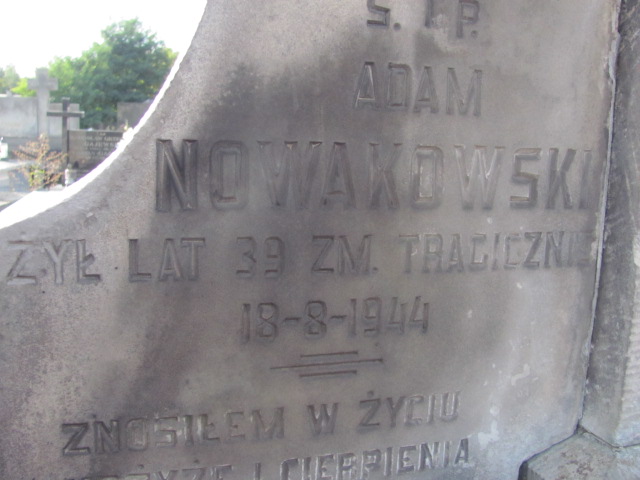 Ś. I P.
ADAM
NOWAKOWSKI
ŻYŁ LAT 39 ZM. TRAGICZNIE
18-8-1944
ZNOSIŁEM W ŻYCIU
I CIERPIENIA